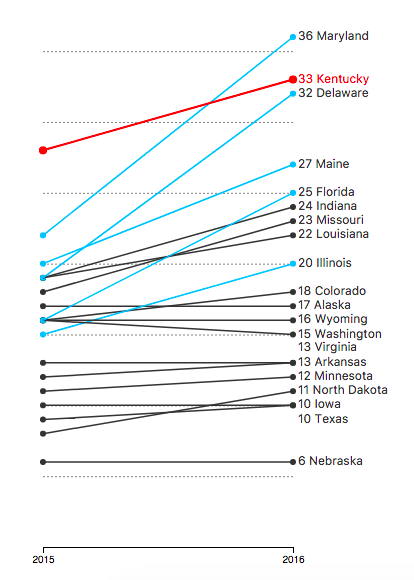 36 Maryland
33 Kentucky
32 Delaware
27 Maine
25 Florida
24 Indiana
23 Missouri
22 Louisiana
20 Illinois
18 Colorado
17 Alaska
16 Wyoming
15 Washington
13 Virginia
13 Arkansas
12 Minnesota
11 North Dakota
10 Iowa
10 Texas
6 Nebraska
2015 2016